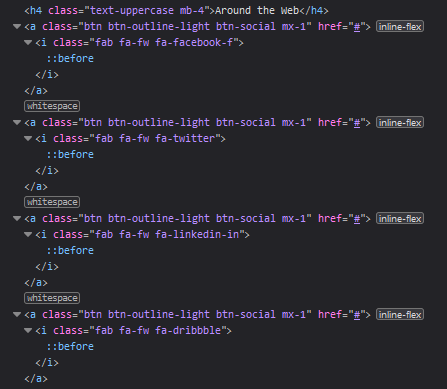 <h4 class="text-uppercase mb-4">Around the Web</h4>
<a class="btn btn-outline-light btn-social mx-1" href="#"> inline-flex
<i class="fab fa-fw fa-facebook-f">
::before
</i>
</a>
whitespace
<a class="btn btn-outline-light btn-social mx-1" href="#"> inline-flex
<i class="fab fa-fw fa-twitter">
::before
</i>
</a>
whitespace
<a class="btn btn-outline-light btn-social mx-1" href="#"> inline-flex
<i class="fab fa-fw fa-linkedin-in">
::before
</i>
</a>
whitespace
<a class="btn btn-outline-light btn-social mx-1" href="#"> inline-flex
<i class="fab fa-fw fa-dribbble">
::before
</i>
</a>